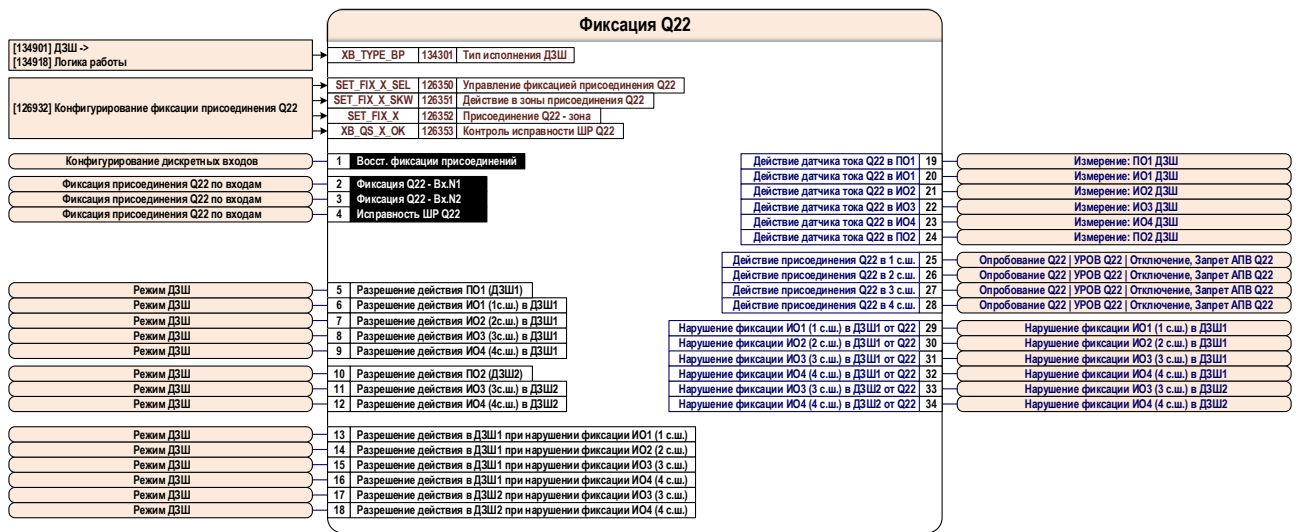 Фиксация Q22
[134901] ДЗШ ->
[134918] Логика работы
XB_TYPE_BP 134301 Тип исполнения ДЗШ
[126932] Конфигурирование фиксации присоединения Q22
SET_FIX_X_SEL 126350 Управление фиксацией присоединения Q22
SET_FIX_X_SKW 126351 Действие в зоны присоединения Q22
SET_FIX_X 126352 Присоединение Q22 - зона
XB_QS_X_OK 126353 Контроль исправности ШР Q22
Конфигурирование дискретных входов 1 Восст. фиксации присоединений
Фиксация присоединения Q22 по входам 2 Фиксация Q22 - Вх.N1
Фиксация присоединения Q22 по входам 3 Фиксация Q22 - Вх.N2
Фиксация присоединения Q22 по входам 4 Исправность ШР Q22
Режим ДЗШ 5 Разрешение действия ПО1 (ДЗШ1)
Режим ДЗШ 6 Разрешение действия ИО1 (1с.ш.) в ДЗШ1
Режим ДЗШ 7 Разрешение действия ИО2 (2с.ш.) в ДЗШ1
Режим ДЗШ 8 Разрешение действия ИО3 (3с.ш.) в ДЗШ1
Режим ДЗШ 9 Разрешение действия ИО4 (4с.ш.) в ДЗШ1
Режим ДЗШ 10 Разрешение действия ПО2 (ДЗШ2)
Режим ДЗШ 11 Разрешение действия ИО3 (3с.ш.) в ДЗШ2
Режим ДЗШ 12 Разрешение действия ИО4 (4с.ш.) в ДЗШ2
Режим ДЗШ 13 Разрешение действия в ДЗШ1 при нарушении фиксации ИО1 (1 с.ш.)
Режим ДЗШ 14 Разрешение действия в ДЗШ1 при нарушении фиксации ИО2 (2 с.ш.)
Режим ДЗШ 15 Разрешение действия в ДЗШ1 при нарушении фиксации ИО3 (3 с.ш.)
Режим ДЗШ 16 Разрешение действия в ДЗШ1 при нарушении фиксации ИО4 (4 с.ш.)
Режим ДЗШ 17 Разрешение действия в ДЗШ2 при нарушении фиксации ИО3 (3 с.ш.)
Режим ДЗШ 18 Разрешение действия в ДЗШ2 при нарушении фиксации ИО4 (4 с.ш.)
Действие датчика тока Q22 в ПО1 19 Измерение: ПО1 ДЗШ
Действие датчика тока Q22 в ИО1 20 Измерение: ИО1 ДЗШ
Действие датчика тока Q22 в ИО2 21 Измерение: ИО2 ДЗШ
Действие датчика тока Q22 в ИО3 22 Измерение: ИО3 ДЗШ
Действие датчика тока Q22 в ИО4 23 Измерение: ИО4 ДЗШ
Действие датчика тока Q22 в ПО2 24 Измерение: ПО2 ДЗШ
Действие присоединения Q22 в 1 с.ш. 25 Опробование Q22 | УРОВ Q22 | Отключение, Запрет АПВ Q22
Действие присоединения Q22 в 2 с.ш. 26 Опробование Q22 | УРОВ Q22 | Отключение, Запрет АПВ Q22
Действие присоединения Q22 в 3 с.ш. 27 Опробование Q22 | УРОВ Q22 | Отключение, Запрет АПВ Q22
Действие присоединения Q22 в 4 с.ш. 28 Опробование Q22 | УРОВ Q22 | Отключение, Запрет АПВ Q22
Нарушение фиксации ИО1 (1 с.ш.) в ДЗШ1 от Q22 29 Нарушение фиксации ИО1 (1 с.ш.) в ДЗШ1
Нарушение фиксации ИО2 (2 с.ш.) в ДЗШ1 от Q22 30 Нарушение фиксации ИО2 (2 с.ш.) в ДЗШ1
Нарушение фиксации ИО3 (3 с.ш.) в ДЗШ1 от Q22 31 Нарушение фиксации ИО3 (3 с.ш.) в ДЗШ1
Нарушение фиксации ИО4 (4 с.ш.) в ДЗШ1 от Q22 32 Нарушение фиксации ИО4 (4 с.ш.) в ДЗШ1
Нарушение фиксации ИО3 (3 с.ш.) в ДЗШ2 от Q22 33 Нарушение фиксации ИО3 (3 с.ш.) в ДЗШ2
Нарушение фиксации ИО4 (4 с.ш.) в ДЗШ2 от Q22 34 Нарушение фиксации ИО4 (4 с.ш.) в ДЗШ2